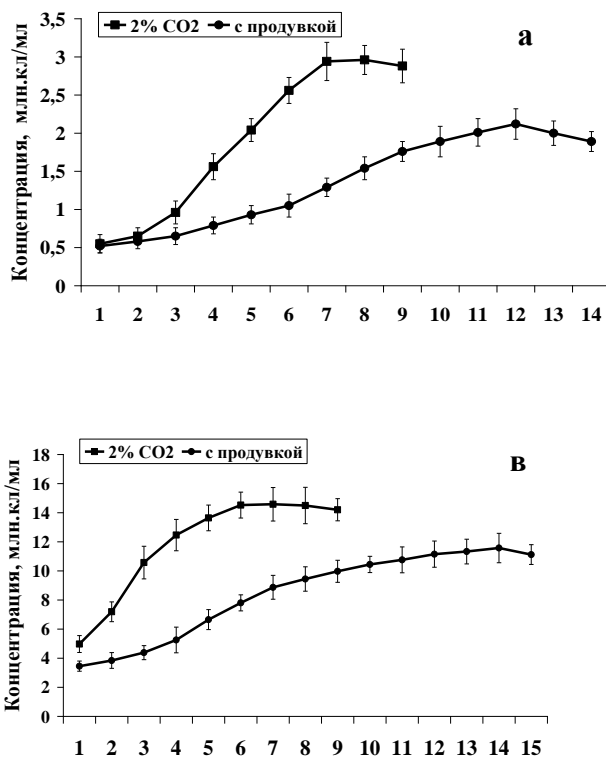 2% CO2 с продувкой
а
Концентрация, млн.кл/мл
3,5
3
2,5
2
1,5
1
0,5
0
1 2 3 4 5 6 7 8 9 10 11 12 13 14
2% CO2 с продувкой
в
Концентрация, млн.кл/мл
18
16
14
12
10
8
6
4
2
0
1 2 3 4 5 6 7 8 9 10 11 12 13 14 15